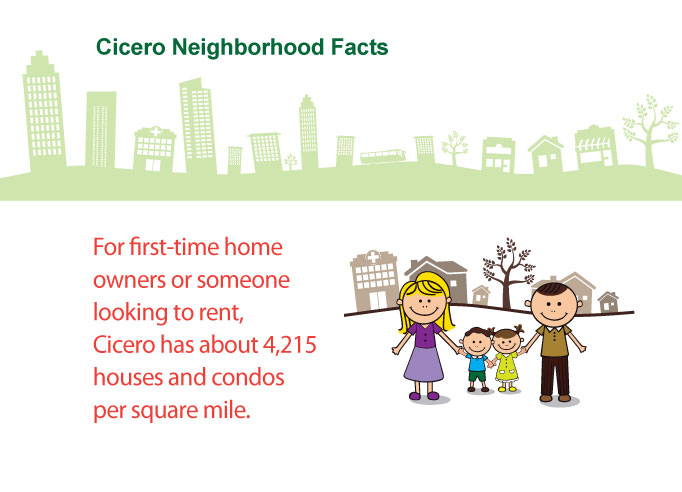 Cicero Neighborhood Facts
For first-time home
owners or someone
looking to rent,
Cicero has about 4,215
houses and condos
per square mile.